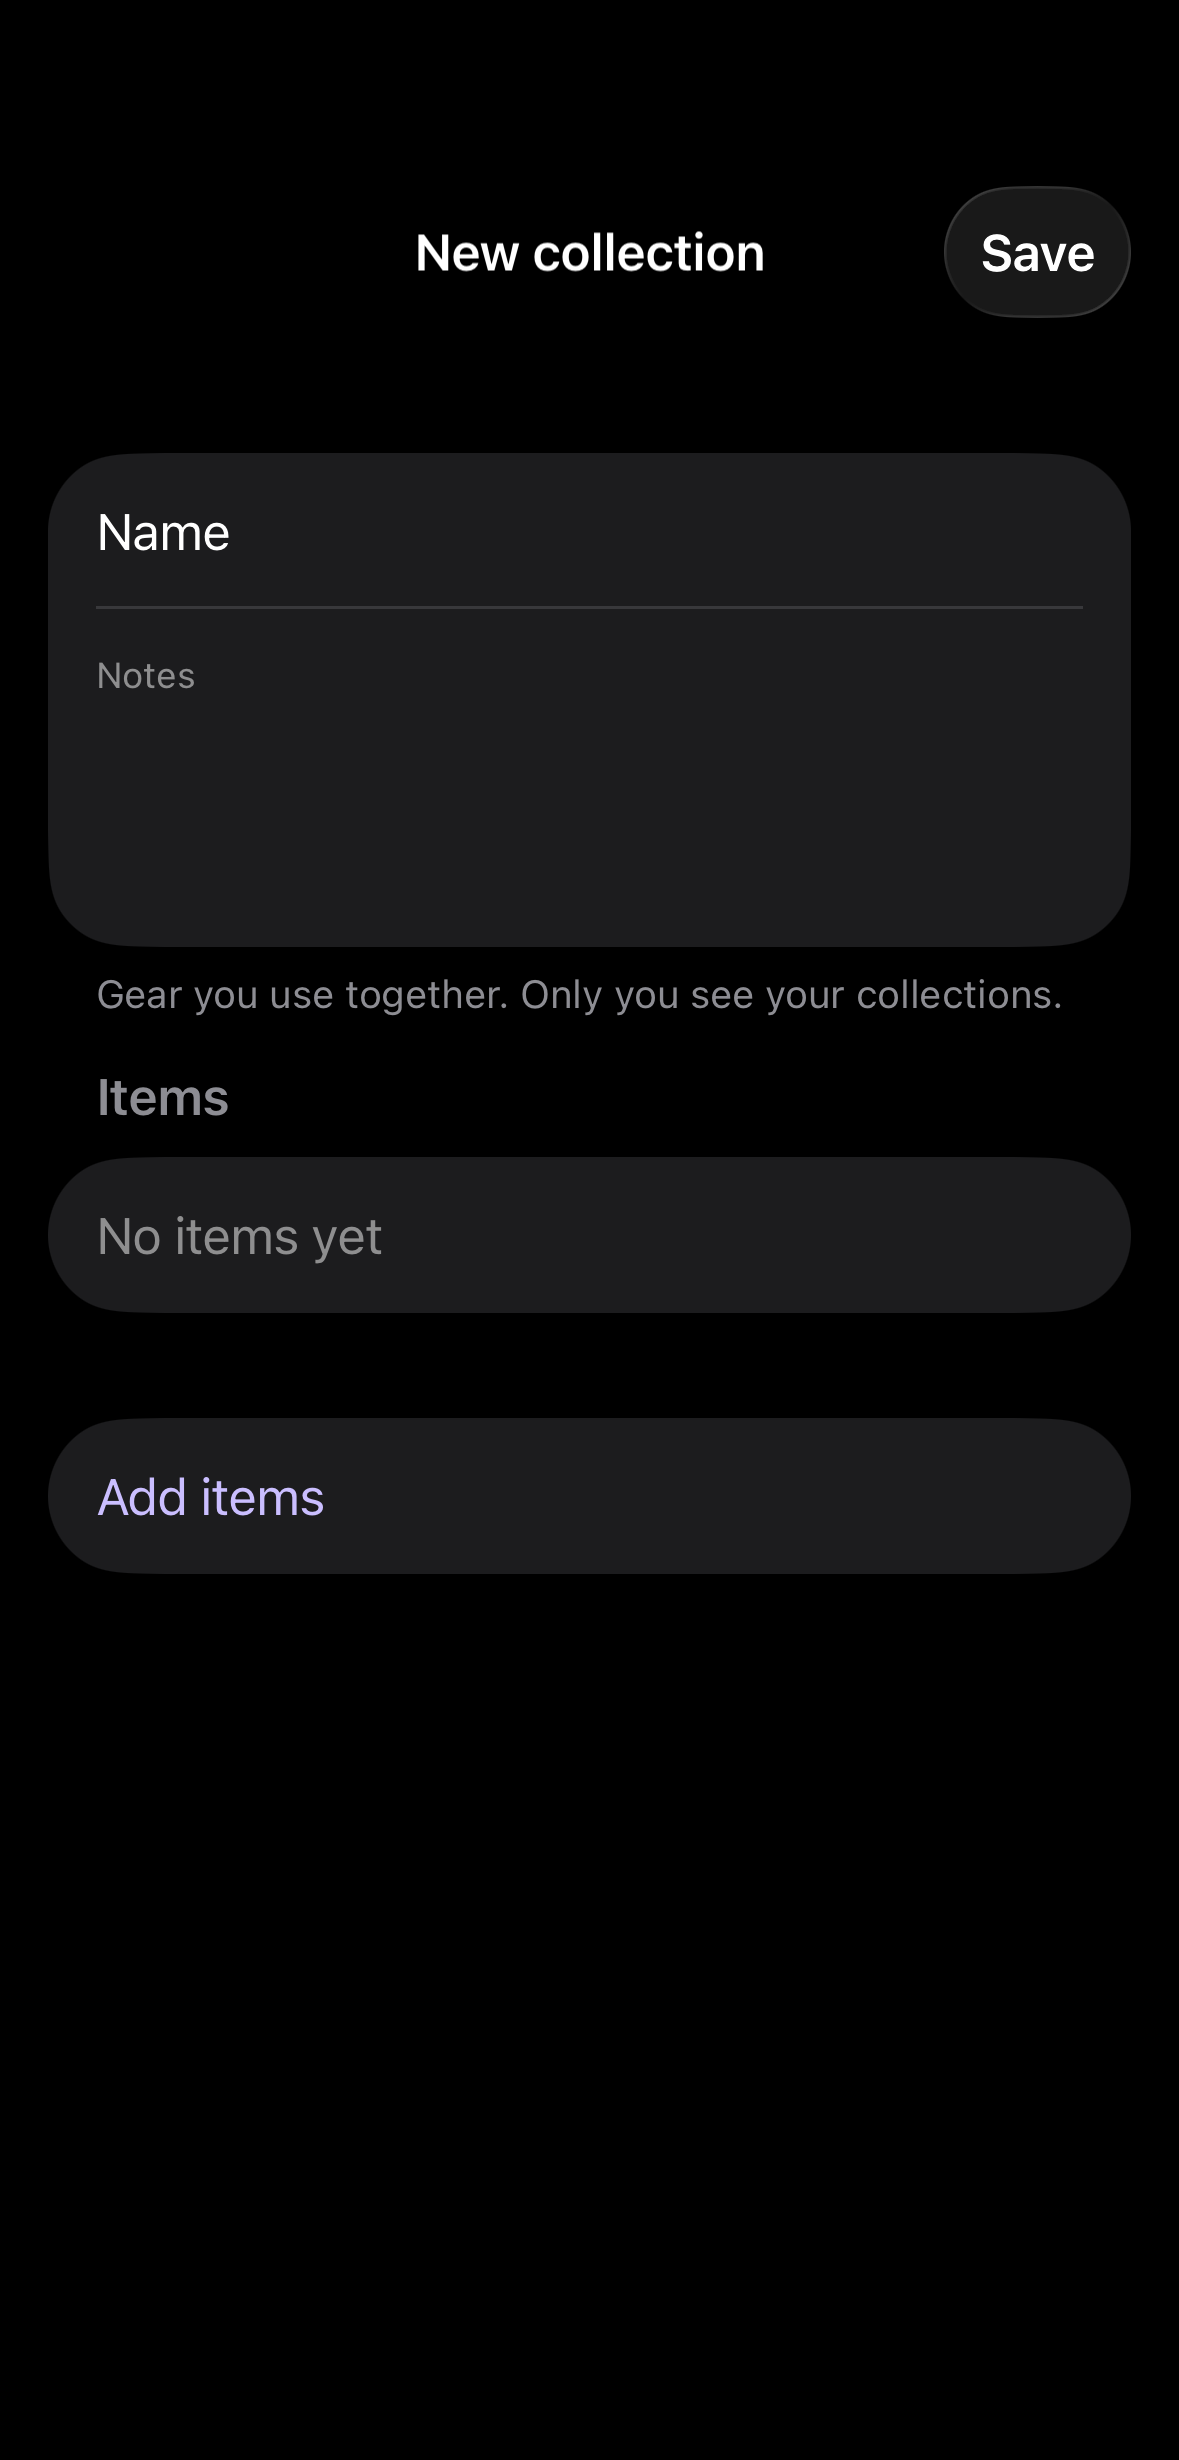 New collection
Save
Name
Notes
Gear you use together. Only you see your collections.
Items
No items yet
Add items